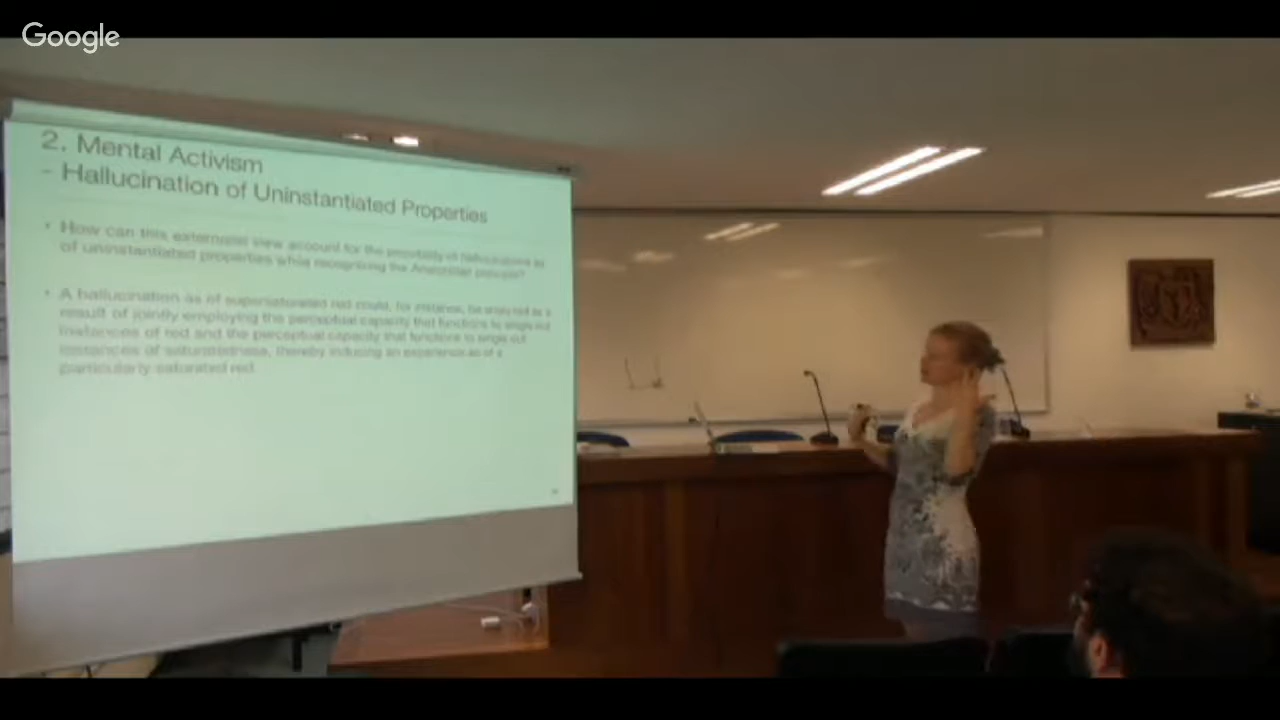 Google
2. Mental Activism
- Hallucination of Uninstantiated Properties
• How can this externalist view account for the possibility of hallucinations as
of uninstantiated properties while recognizing the Aristotelian principle?
• A hallucination as of supersaturated red could, for instance, be analyzed as a
result of jointly employing the perceptual capacity that functions to single out
instances of red and the perceptual capacity that functions to single out
instances of saturatedness, thereby inducing an experience as of a
particularly saturated red